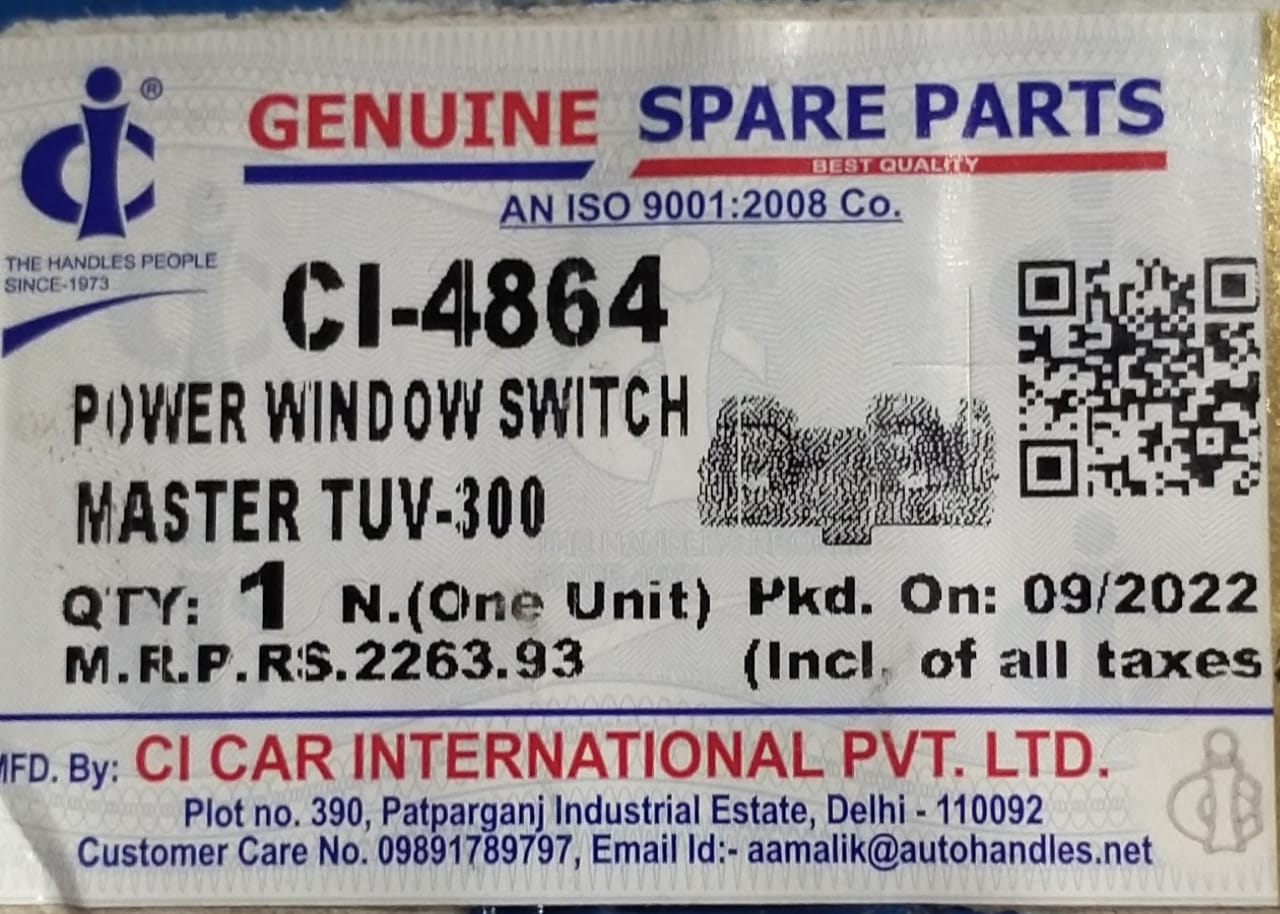 ®
GENUINE SPARE PARTS
BEST QUALITY
AN ISO 9001:2008 Co.
THE HANDLES PEOPLE
SINCE-1973
CI-4864
POWER WINDOW SWITCH
MASTER TUV-300
QTY: 1 N.(One Unit) Pkd. On: 09/2022
M.R.P.RS.2263.93 (Incl. of all taxes
MFD. By: CI CAR INTERNATIONAL PVT. LTD.
Plot no. 390, Patparganj Industrial Estate, Delhi - 110092
Customer Care No. 09891789797, Email Id:- aamalik@autohandles.net